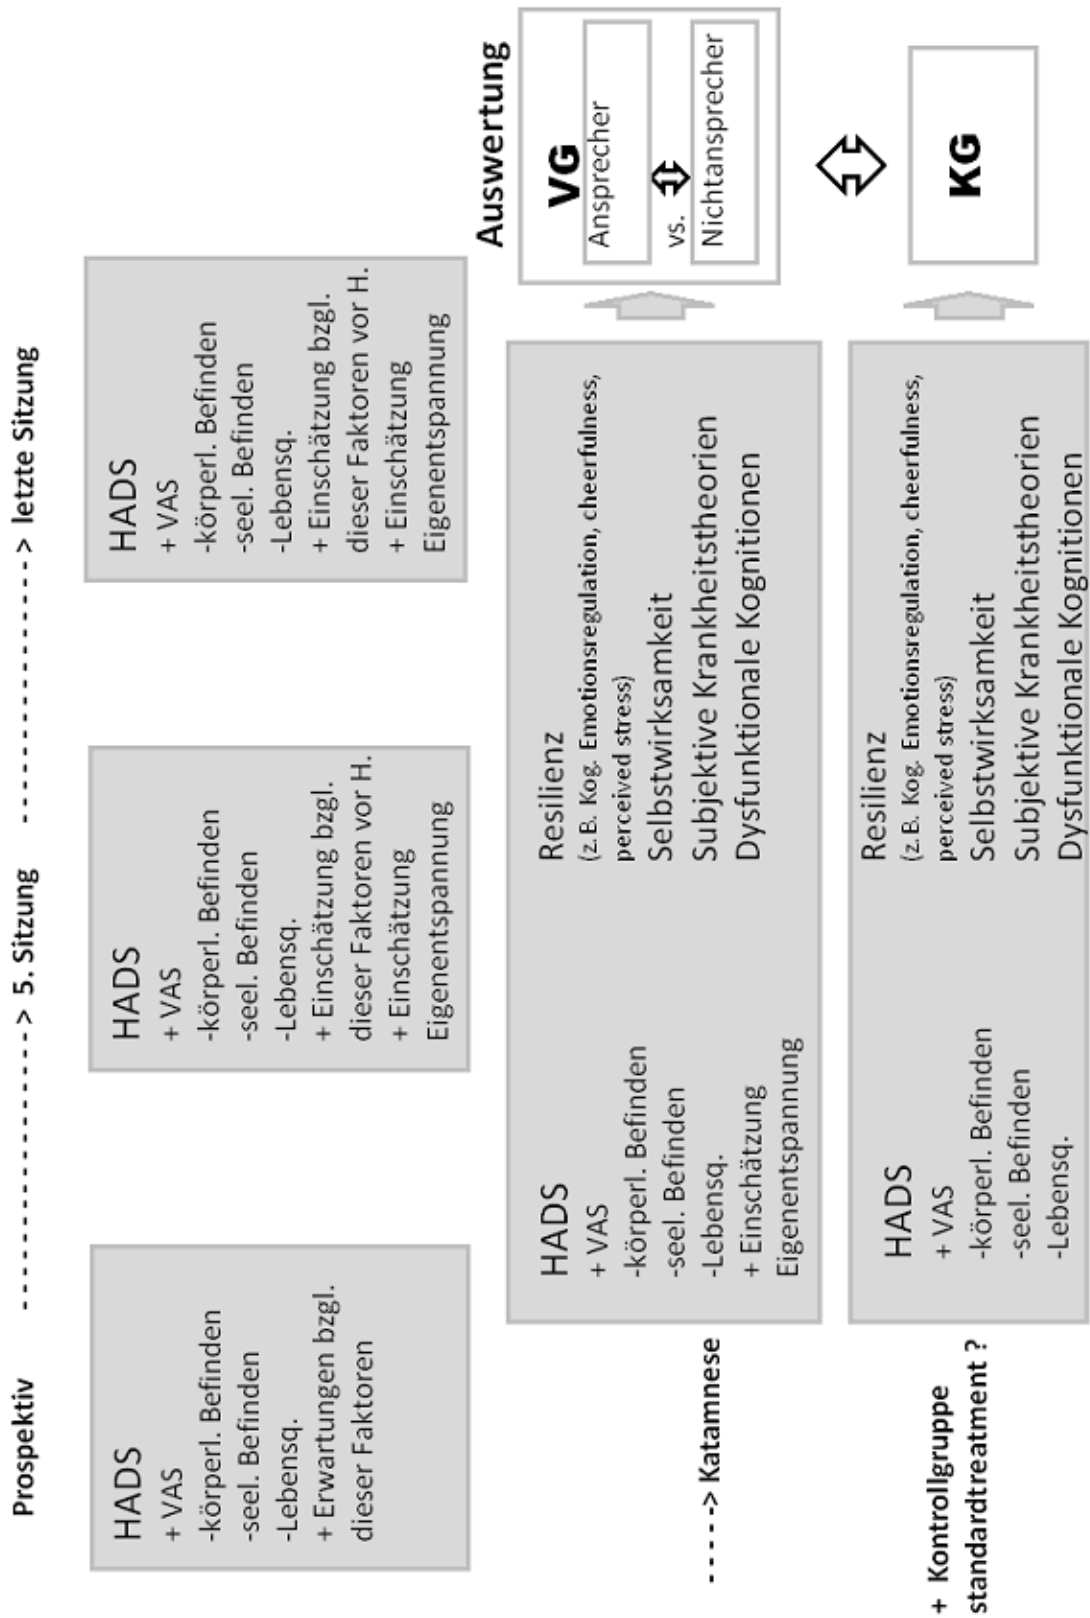 Prospektiv -------------> 5. Sitzung -------------> letzte Sitzung
HADS
+ VAS
-körperl. Befinden
-seel. Befinden
-Lebensq.
+ Erwartungen bzgl.
dieser Faktoren
HADS
+ VAS
-körperl. Befinden
-seel. Befinden
-Lebensq.
+ Einschätzung bzgl.
dieser Faktoren vor H.
+ Einschätzung
Eigenentspannung
HADS
+ VAS
-körperl. Befinden
-seel. Befinden
-Lebensq.
+ Einschätzung bzgl.
dieser Faktoren vor H.
+ Einschätzung
Eigenentspannung
-----> Katamnese
HADS
+ VAS
-körperl. Befinden
-seel. Befinden
-Lebensq.
+ Einschätzung
Eigenentspannung
Resilienz
(z.B. Kog. Emotionsregulation, cheerfulness,
perceived stress)
Selbstwirksamkeit
Subjektive Krankheitstheorien
Dysfunktionale Kognitionen
Auswertung
VG
Ansprecher
vs.
Nichtansprecher
+ Kontrollgruppe
standardtreatment ?
HADS
+ VAS
-körperl. Befinden
-seel. Befinden
-Lebensq.
Resilienz
(z.B. Kog. Emotionsregulation, cheerfulness,
perceived stress)
Selbstwirksamkeit
Subjektive Krankheitstheorien
Dysfunktionale Kognitionen
KG